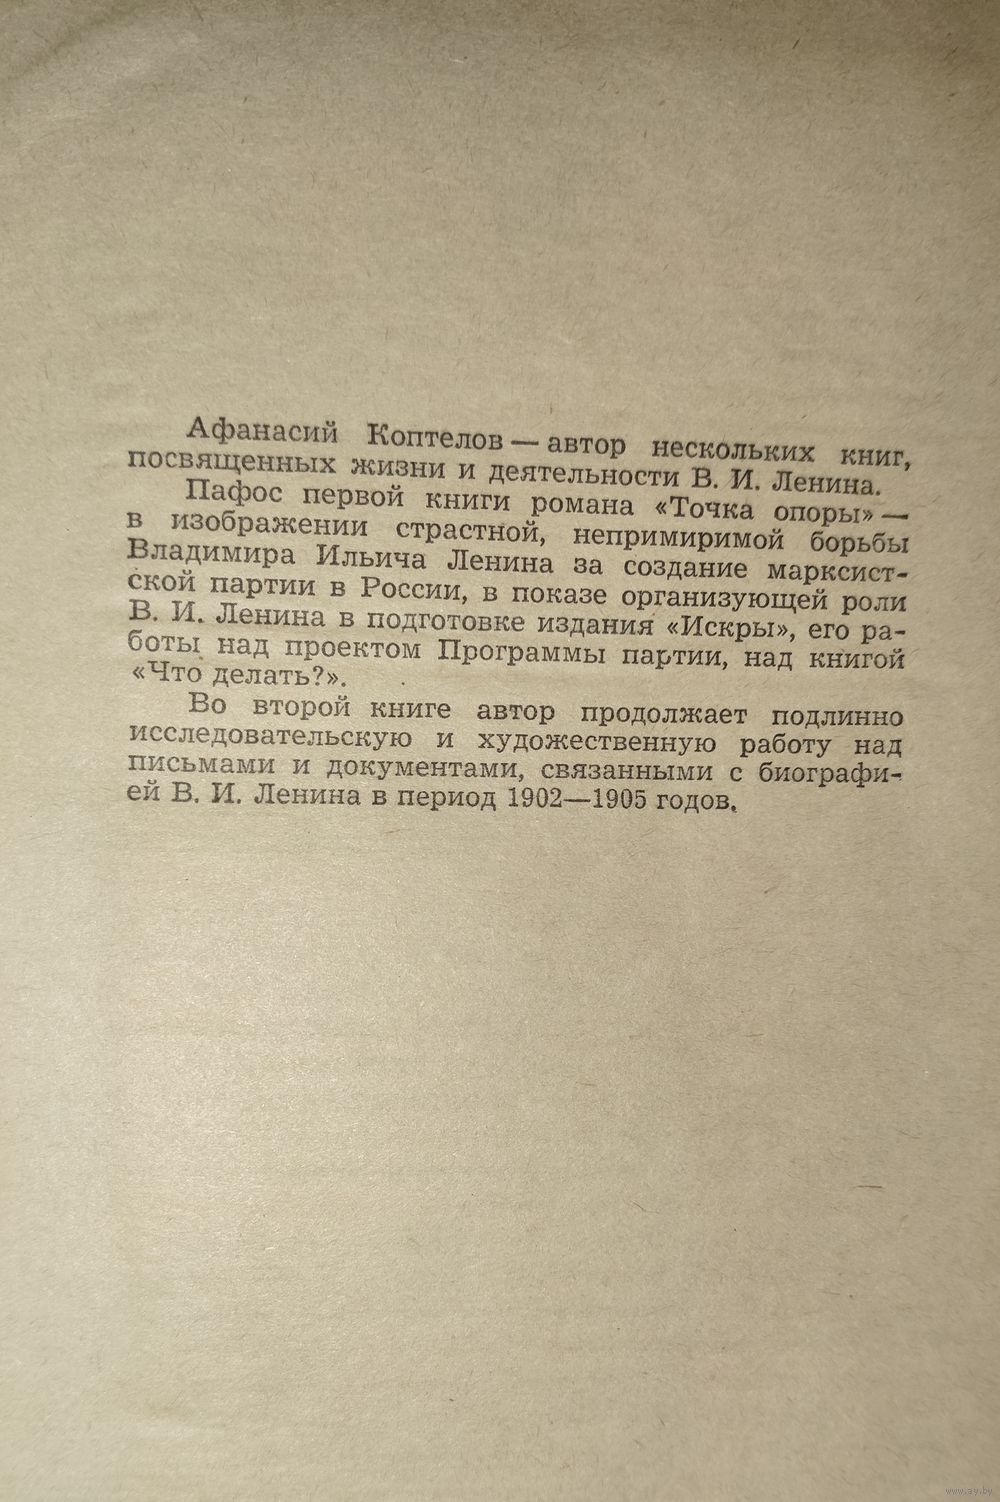 Афанасий Коптелов — автор нескольких книг,
посвященных жизни и деятельности В. И. Ленина.
Пафос первой книги романа «Точка опоры» —
в изображении страстной, непримиримой борьбы
Владимира Ильича Ленина за создание марксист-
ской партии в России, в показе организующей роли
В. И. Ленина в подготовке издания «Искры», его ра-
боты над проектом Программы партии, над книгой
«Что делать?».
Во второй книге автор продолжает подлинно
исследовательскую и художественную работу над
письмами и документами, связанными с биографи-
ей В. И. Ленина в период 1902—1905 годов.
www.ay.by